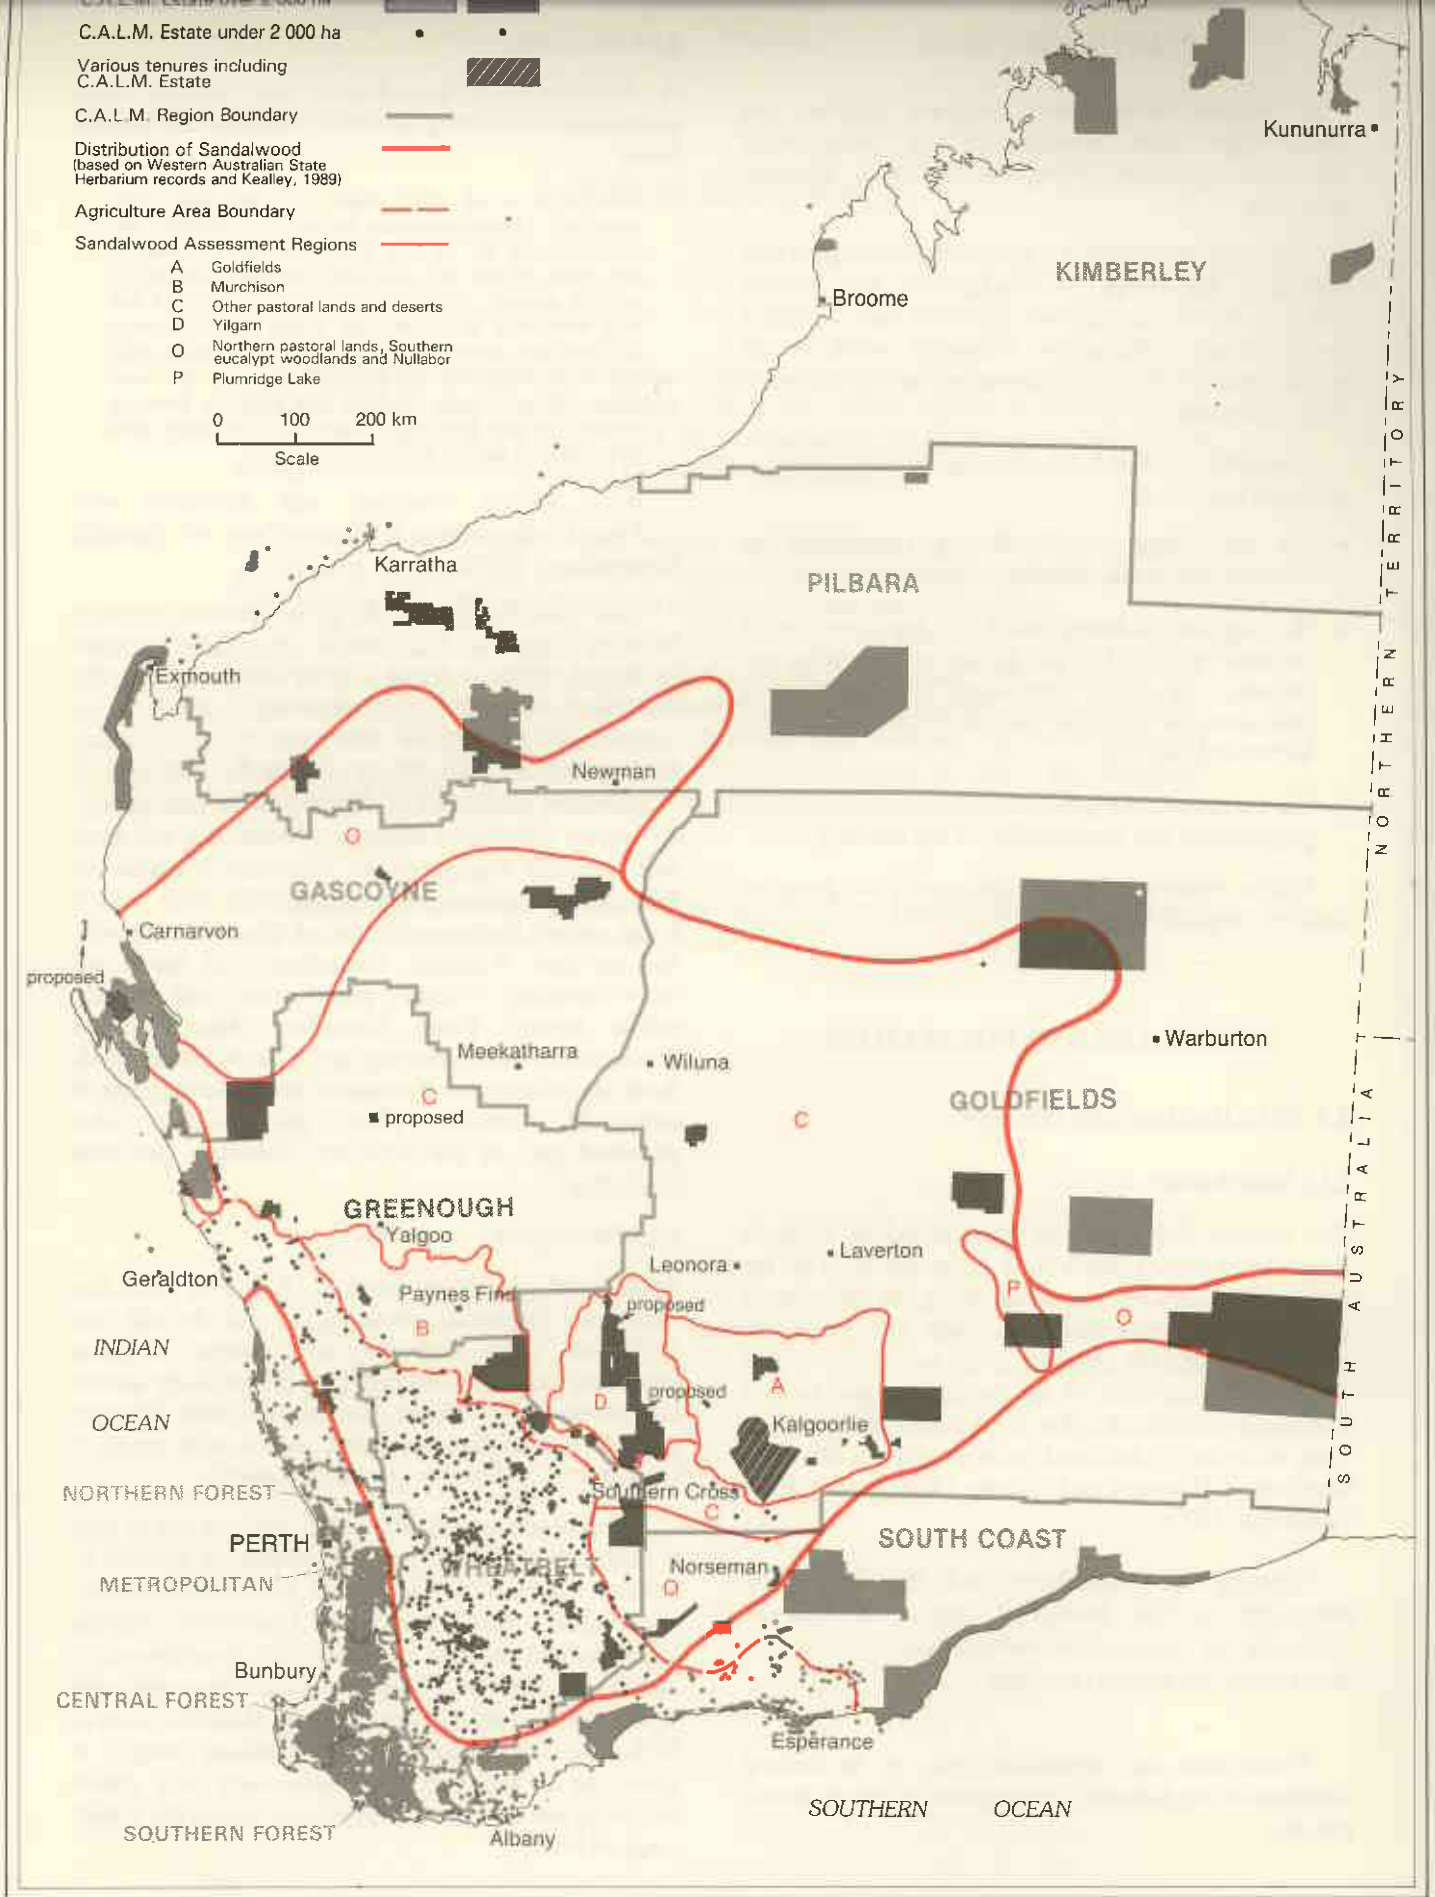 C.A.L.M. Estate under 2 000 ha
Various tenures including
C.A.L.M. Estate
C.A.L.M. Region Boundary
Distribution of Sandalwood
(based on Western Australian State
Herbarium records and Kealley, 1989)
Agriculture Area Boundary
Sandalwood Assessment Regions
A Goldfields
B Murchison
C Other pastoral lands and deserts
D Yilgarn
O Northern pastoral lands, Southern
eucalypt woodlands and Nullabor
P Plumridge Lake
0 100 200 km
Scale
Kununurra
KIMBERLEY
Broome
NORTHERN TERRITORY
Karratha
PILBARA
Exmouth
Newman
O
GASCOYNE
Carnarvon
proposed
Warburton
Meekatharra
Wiluna
C
GOLDFIELDS
proposed
C
GREENOUGH
Yalgoo
Laverton
Leonora
Geraldton
P
Paynes Find
proposed
O
B
INDIAN
proposed
A
D
OCEAN
Kalgoorlie
SOUTH AUSTRALIA
NORTHERN FOREST
Southern Cross
C
PERTH
SOUTH COAST
WHEATBELT
Norseman
METROPOLITAN
O
Bunbury
CENTRAL FOREST
Esperance
SOUTHERN OCEAN
SOUTHERN FOREST
Albany